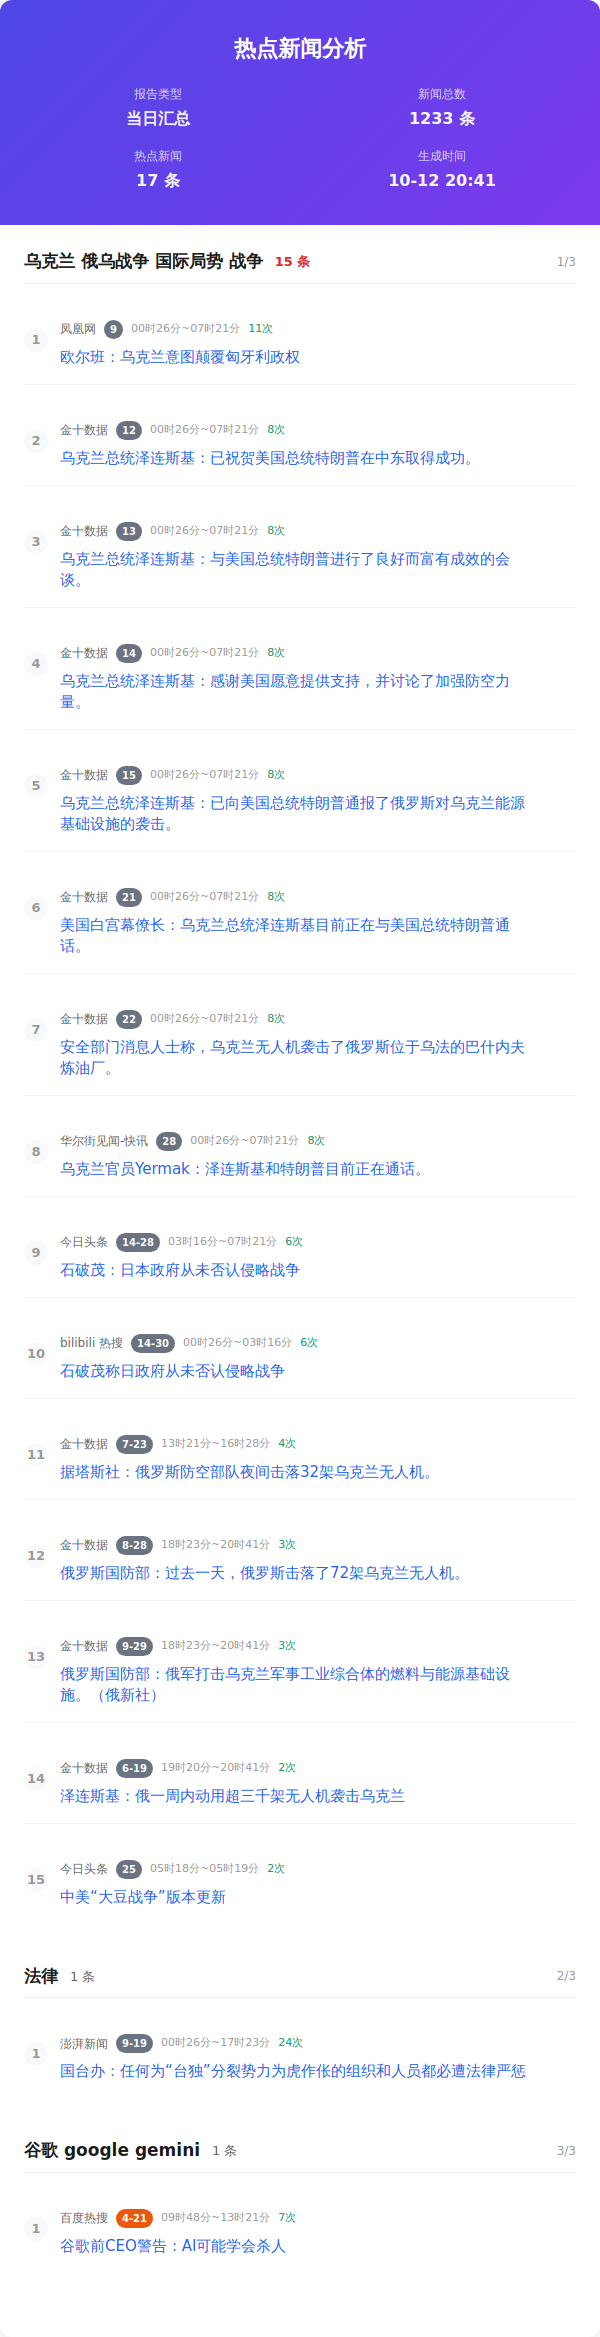 热点新闻分析
报告类型
新闻总数
当日汇总
1233 条
热点新闻
生成时间
17 条
10-12 20:41
乌克兰 俄乌战争 国际局势 战争 15 条 1/3
1
凤凰网 9 00时26分~07时21分 11次
欧尔班：乌克兰意图颠覆匈牙利政权
2
金十数据 12 00时26分~07时21分 8次
乌克兰总统泽连斯基：已祝贺美国总统特朗普在中东取得成功。
3
金十数据 13 00时26分~07时21分 8次
乌克兰总统泽连斯基：与美国总统特朗普进行了良好而富有成效的会
谈。
4
金十数据 14 00时26分~07时21分 8次
乌克兰总统泽连斯基：感谢美国愿意提供支持，并讨论了加强防空力
量。
5
金十数据 15 00时26分~07时21分 8次
乌克兰总统泽连斯基：已向美国总统特朗普通报了俄罗斯对乌克兰能源
基础设施的袭击。
6
金十数据 21 00时26分~07时21分 8次
美国白宫幕僚长：乌克兰总统泽连斯基目前正在与美国总统特朗普通
话。
7
金十数据 22 00时26分~07时21分 8次
安全部门消息人士称，乌克兰无人机袭击了俄罗斯位于乌法的巴什内夫
炼油厂。
8
华尔街见闻-快讯 28 00时26分~07时21分 8次
乌克兰官员Yermak：泽连斯基和特朗普目前正在通话。
9
今日头条 14-28 03时16分~07时21分 6次
石破茂：日本政府从未否认侵略战争
10
bilibili 热搜 14-30 00时26分~03时16分 6次
石破茂称日政府从未否认侵略战争
11
金十数据 7-23 13时21分~16时28分 4次
据塔斯社：俄罗斯防空部队夜间击落32架乌克兰无人机。
12
金十数据 8-28 18时23分~20时41分 3次
俄罗斯国防部：过去一天，俄罗斯击落了72架乌克兰无人机。
13
金十数据 9-29 18时23分~20时41分 3次
俄罗斯国防部：俄军打击乌克兰军事工业综合体的燃料与能源基础设
施。（俄新社）
14
金十数据 6-19 19时20分~20时41分 2次
泽连斯基：俄一周内动用超三千架无人机袭击乌克兰
15
今日头条 25 05时18分~05时19分 2次
中美“大豆战争”版本更新
法律 1 条 2/3
1
澎湃新闻 9-19 00时26分~17时23分 24次
国台办：任何为“台独”分裂势力为虎作伥的组织和人员都必遭法律严惩
谷歌 google gemini 1 条 3/3
1
百度热搜 4-21 09时48分~13时21分 7次
谷歌前CEO警告：AI可能学会杀人